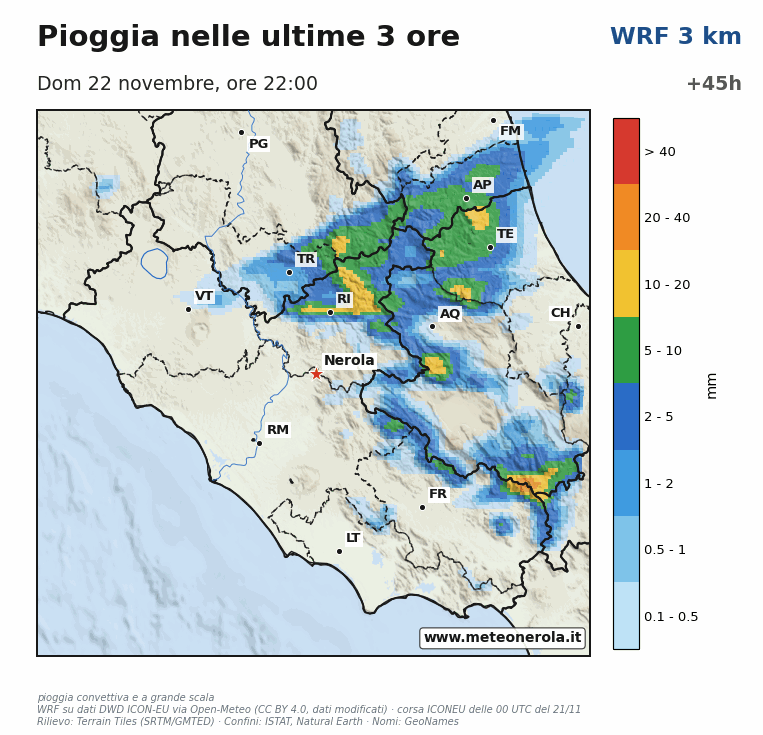 Pioggia nelle ultime 3 ore
WRF 3 km
Dom 22 novembre, ore 22:00
+45h
FM
PG
AP
TE
TR
VT
RI
AQ
CH
Nerola
RM
FR
LT
www.meteonerola.it
> 40
20 - 40
10 - 20
5 - 10
2 - 5
1 - 2
0.5 - 1
0.1 - 0.5
mm
pioggia convettiva e a grande scala
WRF su dati DWD ICON-EU via Open-Meteo (CC BY 4.0, dati modificati) · corsa ICONEU delle 00 UTC del 21/11
Rilievo: Terrain Tiles (SRTM/GMTED) · Confini: ISTAT, Natural Earth · Nomi: GeoNames